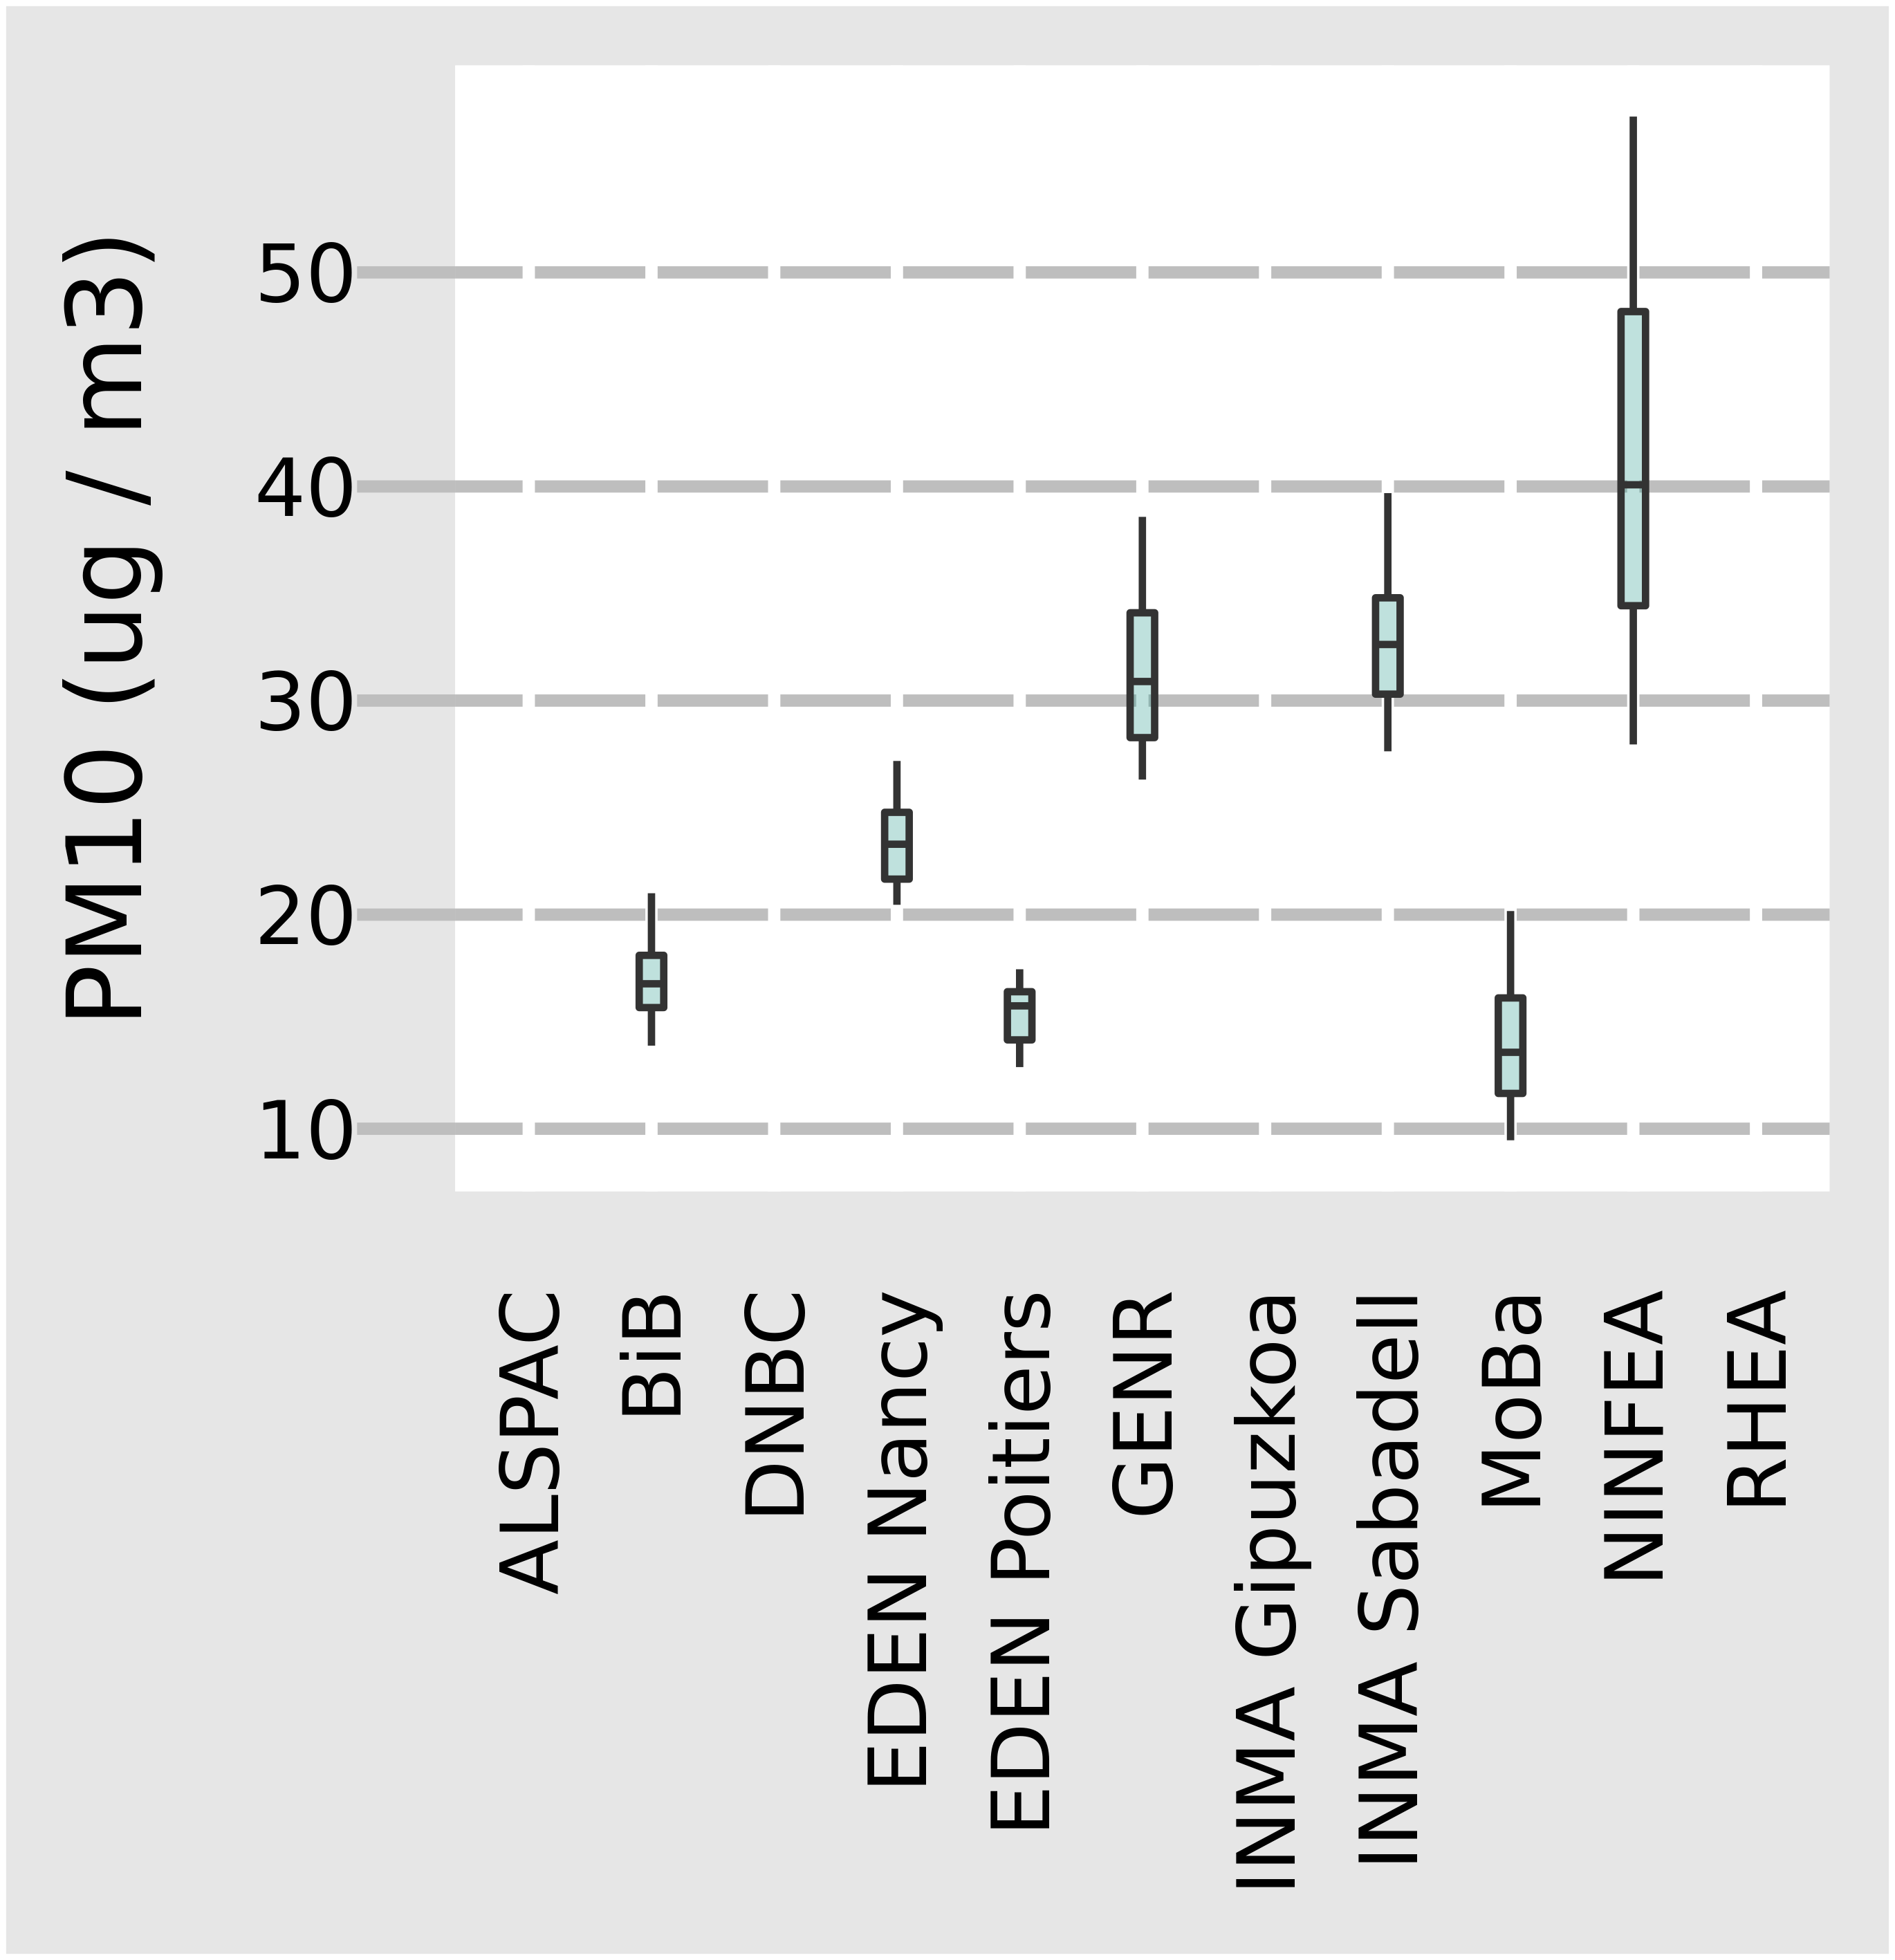 PM10 (ug / m3)
50
40
30
20
10
ALSPAC
BiB
DNBC
EDEN Nancy
EDEN Poitiers
GENR
INMA Gipuzkoa
INMA Sabadell
MoBa
NINFEA
RHEA